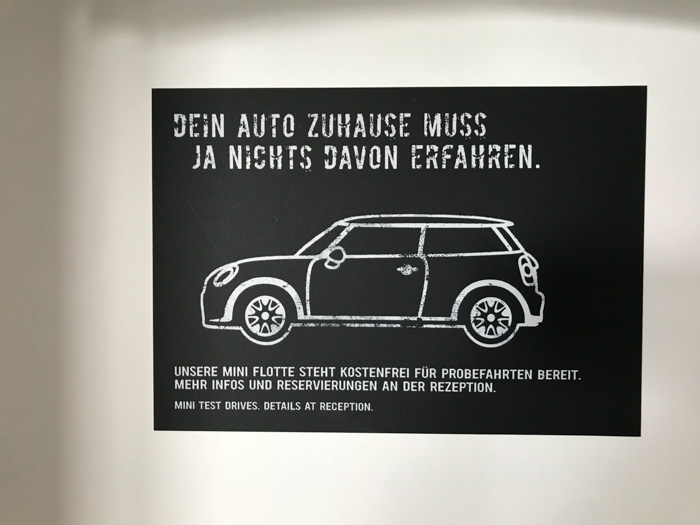 DEIN AUTO ZUHAUSE MUSS
JA NICHTS DAVON ERFAHREN.
UNSERE MINI FLOTTE STEHT KOSTENFREI FÜR PROBEFAHRTEN BEREIT.
MEHR INFOS UND RESERVIERUNGEN AN DER REZEPTION.
MINI TEST DRIVES. DETAILS AT RECEPTION.